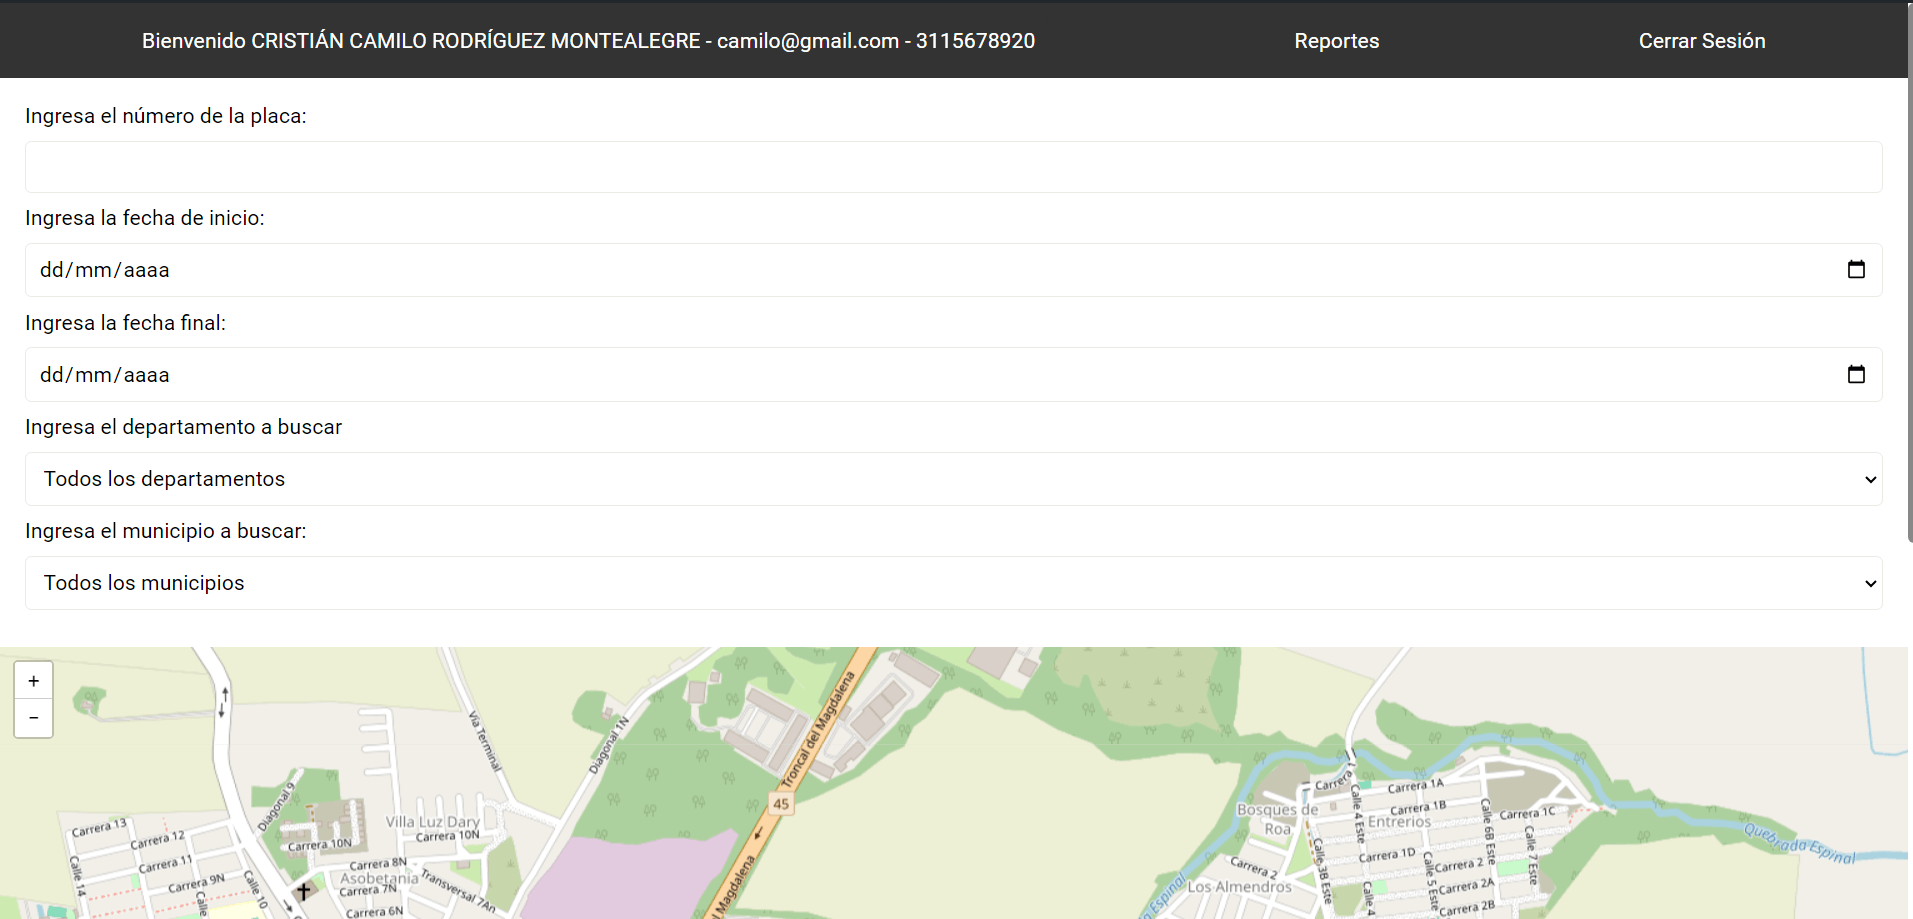 Bienvenido CRISTIÁN CAMILO RODRÍGUEZ MONTEALEGRE - camilo@gmail.com - 3115678920
Reportes
Cerrar Sesión
Ingresa el número de la placa:
Ingresa la fecha de inicio:
dd/mm/aaaa
Ingresa la fecha final:
dd/mm/aaaa
Ingresa el departamento a buscar
Todos los departamentos
Ingresa el municipio a buscar:
Todos los municipios
+
−
Vía Terminal
Diagonal 1N
Troncal del Magdalena
45
Diagonal 9
Villa Luz Dary
Carrera 10N
Carrera 10N
Carrera 13
Carrera 12
Carrera 11
Carrera 9N
Carrera 8N
Asobetania
Carrera 7N
Carrera 6N
Transversal 7An
Calle 14
Calle 10
Calle
Magdalena
Carrera
Carrera 1A
Carrera 1B
Carrera 1C
Bosques de
Roa
Entrerios
Calle 4 Este
Calle 6B Este
Calle 7 Este
Quebrada Espinal
Carrera 1D
Carrera 2
Carrera 2
Carrera 2A
Carrera 2B
Calle 3B Este
Calle 5 Este
Calle 4
Los Almendros
Espinal